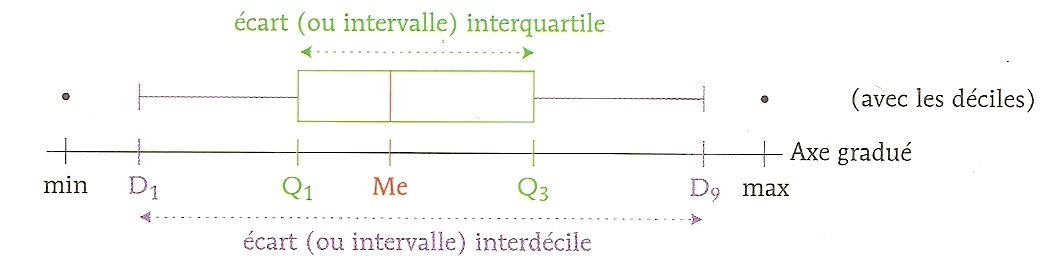 écart (ou intervalle) interquartile
(avec les déciles)
Axe gradué
min D₁ Q₁ Me Q₃ D₉ max
écart (ou intervalle) interdécile